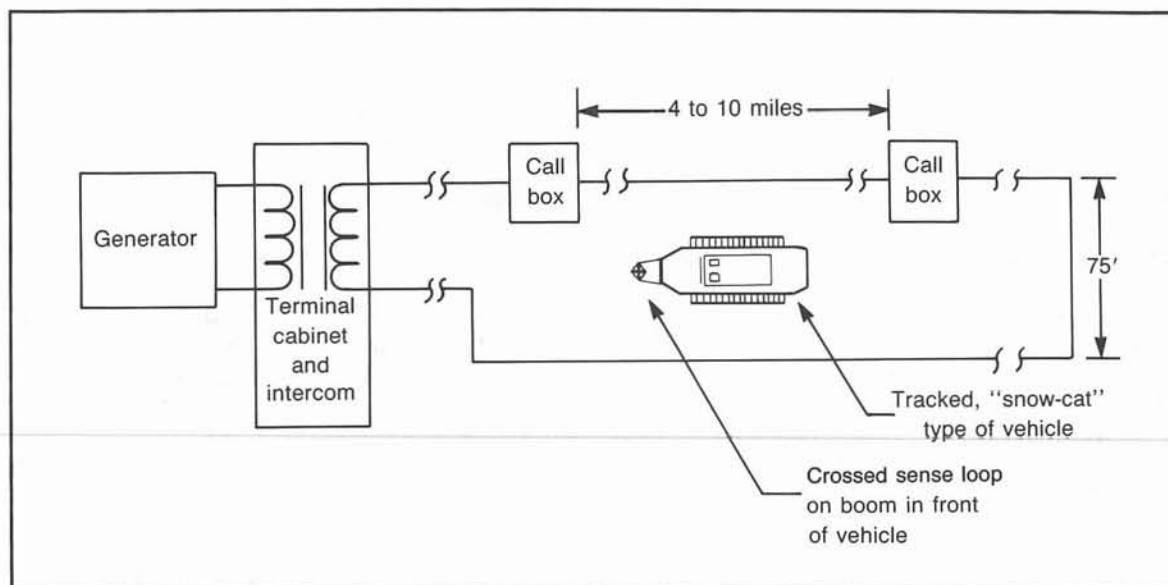 4 to 10 miles
Call
box
Call
box
Generator
75′
Terminal
cabinet
and
intercom
Tracked, ‘‘snow-cat’’
type of vehicle
Crossed sense loop
on boom in front
of vehicle